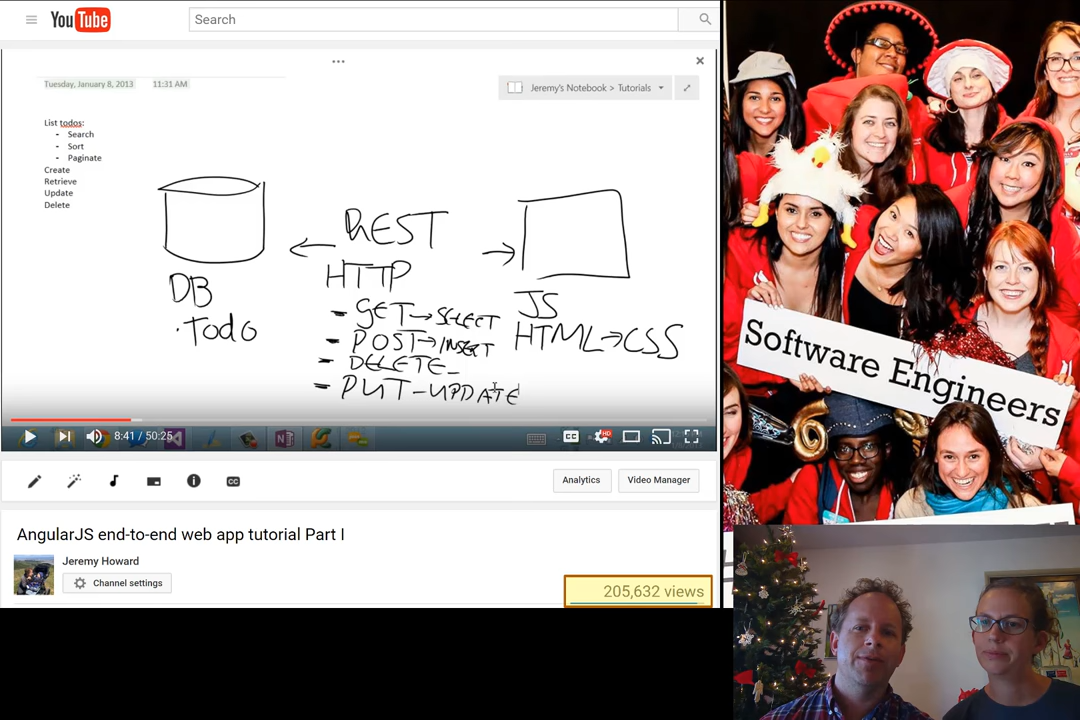 YouTube
Search
Tuesday, January 8, 2013 11:31 AM
Jeremy's Notebook > Tutorials
List todos:
- Search
- Sort
- Paginate
Create
Retrieve
Update
Delete
REST
HTTP
- GET → SELECT
- POST → INSERT
- DELETE -
- PUT - UPDATE
DB
· Todo
JS
HTML → CSS
8:41 / 50:25
CC
HD
CC
Analytics
Video Manager
AngularJS end-to-end web app tutorial Part I
Jeremy Howard
Channel settings
205,632 views
Software Engineers